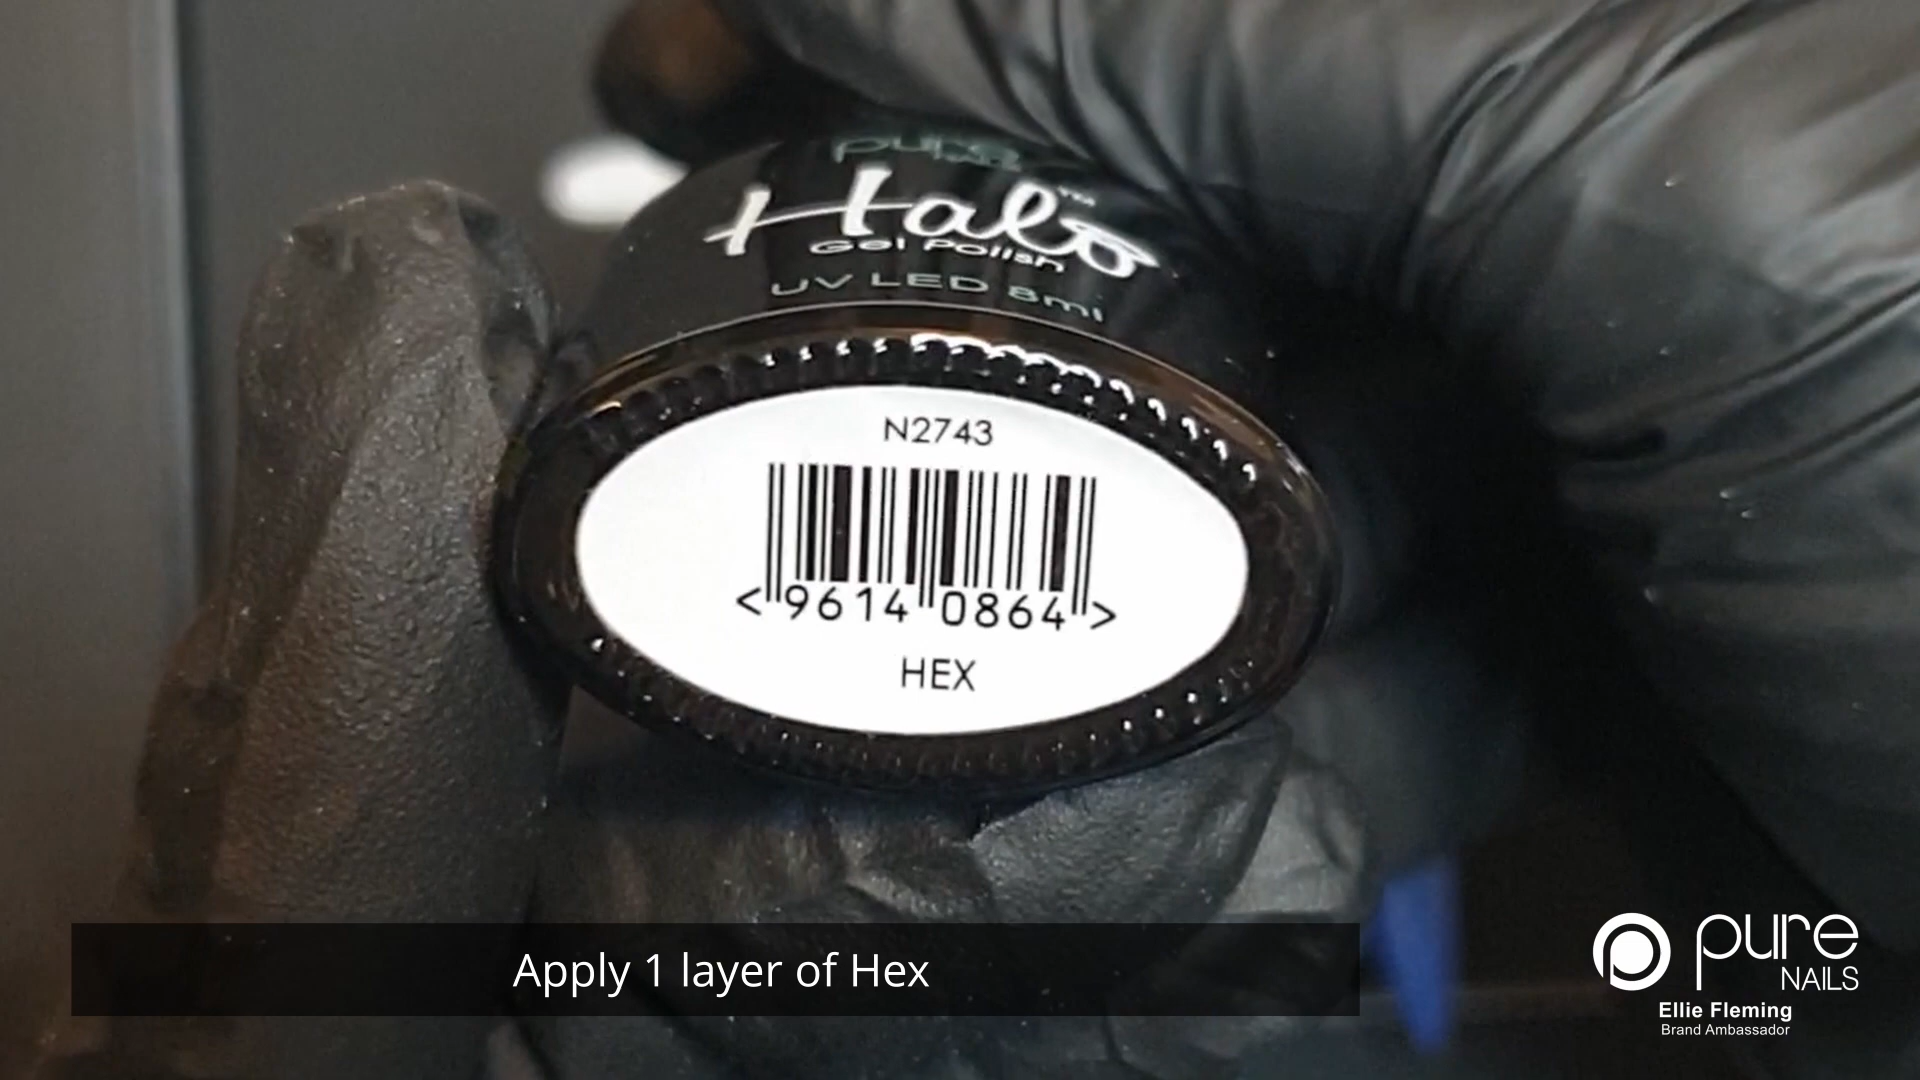 pure
Halo™
Gel Polish
UV LED 8ml
N2743
<9614 0864>
HEX
Apply 1 layer of Hex
pure
NAILS
Ellie Fleming
Brand Ambassador